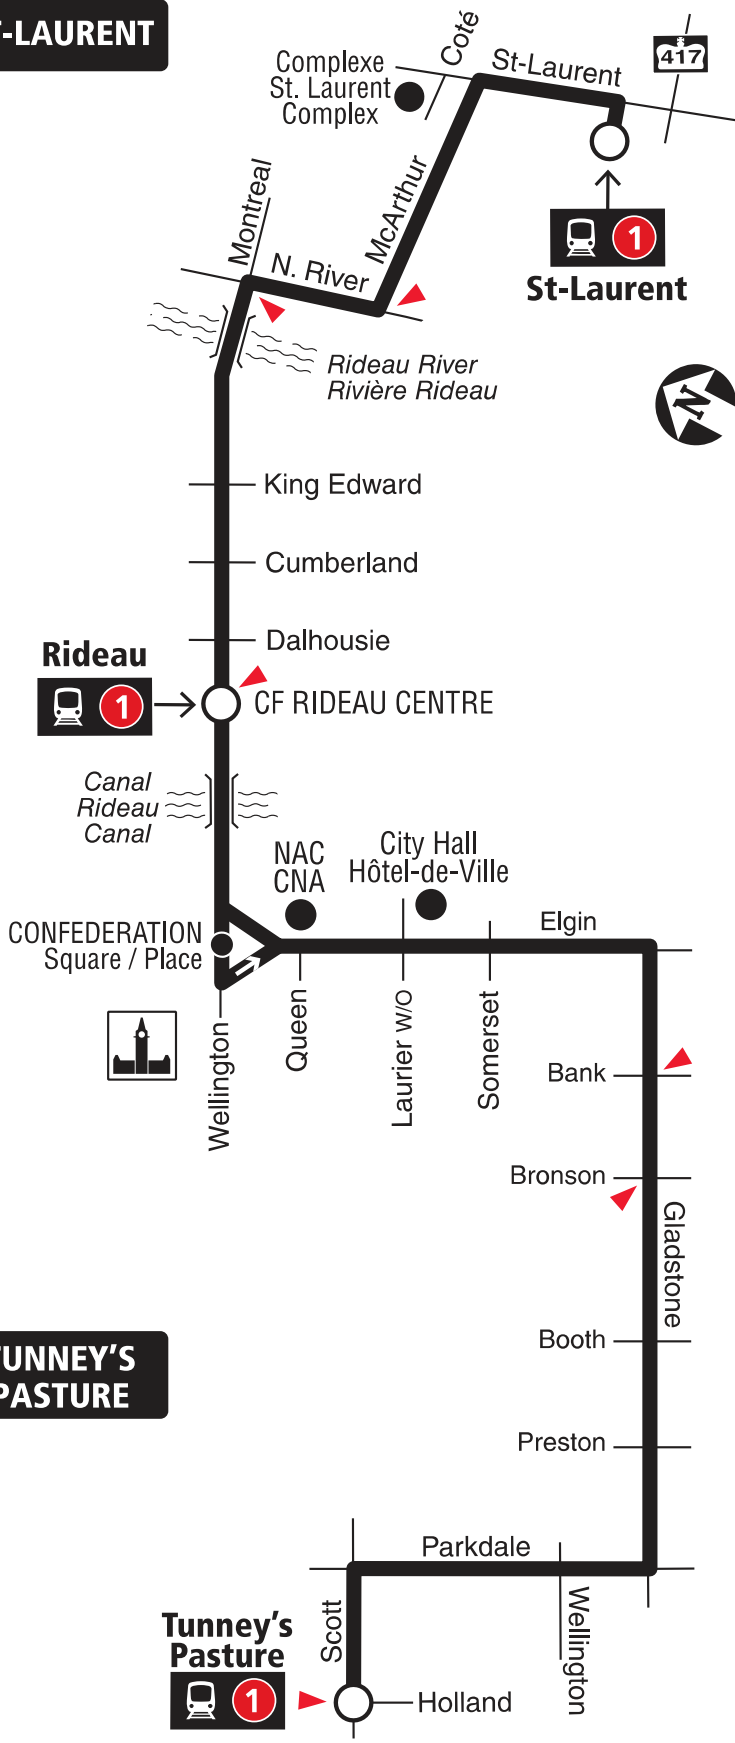 T-LAURENT
Coté
St-Laurent
417
Complexe
St. Laurent
Complex
McArthur
Montreal
N. River
1
St-Laurent
Rideau River
Rivière Rideau
N
King Edward
Cumberland
Dalhousie
Rideau
1
CF RIDEAU CENTRE
Canal
Rideau
Canal
NAC
CNA
City Hall
Hôtel-de-Ville
Elgin
CONFEDERATION
Square / Place
Wellington
Queen
Laurier W/O
Somerset
Bank
Bronson
Gladstone
Booth
TUNNEY'S
PASTURE
Preston
Parkdale
Wellington
Scott
Tunney's
Pasture
1
Holland